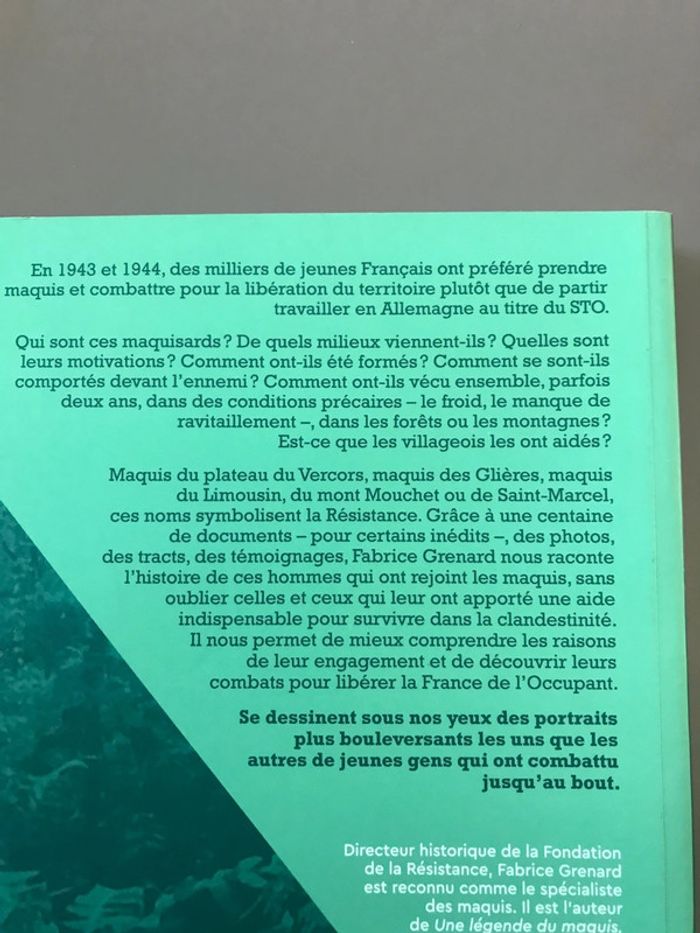 En 1943 et 1944, des milliers de jeunes Français ont préféré prendre
maquis et combattre pour la libération du territoire plutôt que de partir
travailler en Allemagne au titre du STO.
Qui sont ces maquisards ? De quels milieux viennent-ils ? Quelles sont
leurs motivations ? Comment ont-ils été formés ? Comment se sont-ils
comportés devant l'ennemi ? Comment ont-ils vécu ensemble, parfois
deux ans, dans des conditions précaires – le froid, le manque de
ravitaillement –, dans les forêts ou les montagnes ?
Est-ce que les villageois les ont aidés ?
Maquis du plateau du Vercors, maquis des Glières, maquis
du Limousin, du mont Mouchet ou de Saint-Marcel,
ces noms symbolisent la Résistance. Grâce à une centaine
de documents – pour certains inédits –, des photos,
des tracts, des témoignages, Fabrice Grenard nous raconte
l'histoire de ces hommes qui ont rejoint les maquis, sans
oublier celles et ceux qui leur ont apporté une aide
indispensable pour survivre dans la clandestinité.
Il nous permet de mieux comprendre les raisons
de leur engagement et de découvrir leurs
combats pour libérer la France de l'Occupant.
Se dessinent sous nos yeux des portraits
plus bouleversants les uns que les
autres de jeunes gens qui ont combattu
jusqu'au bout.
Directeur historique de la Fondation
de la Résistance, Fabrice Grenard
est reconnu comme le spécialiste
des maquis. Il est l'auteur
de Une légende du maquis.